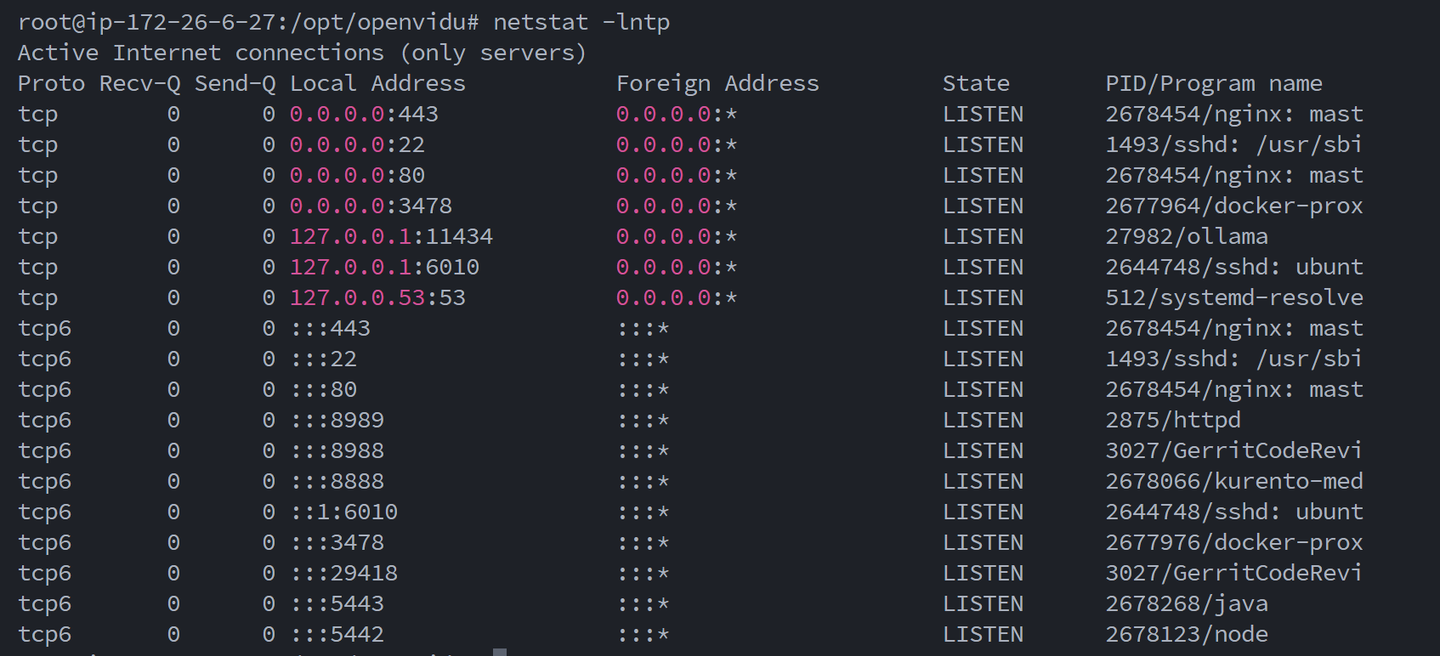 root@ip-172-26-6-27:/opt/openvidu# netstat -lntp
Active Internet connections (only servers)
Proto Recv-Q Send-Q Local Address           Foreign Address         State       PID/Program name
tcp        0      0 0.0.0.0:443             0.0.0.0:*               LISTEN      2678454/nginx: mast
tcp        0      0 0.0.0.0:22              0.0.0.0:*               LISTEN      1493/sshd: /usr/sbi
tcp        0      0 0.0.0.0:80              0.0.0.0:*               LISTEN      2678454/nginx: mast
tcp        0      0 0.0.0.0:3478            0.0.0.0:*               LISTEN      2677964/docker-prox
tcp        0      0 127.0.0.1:11434         0.0.0.0:*               LISTEN      27982/ollama
tcp        0      0 127.0.0.1:6010          0.0.0.0:*               LISTEN      2644748/sshd: ubunt
tcp        0      0 127.0.0.53:53           0.0.0.0:*               LISTEN      512/systemd-resolve
tcp6       0      0 :::443                  :::*                    LISTEN      2678454/nginx: mast
tcp6       0      0 :::22                   :::*                    LISTEN      1493/sshd: /usr/sbi
tcp6       0      0 :::80                   :::*                    LISTEN      2678454/nginx: mast
tcp6       0      0 :::8989                 :::*                    LISTEN      2875/httpd
tcp6       0      0 :::8988                 :::*                    LISTEN      3027/GerritCodeRevi
tcp6       0      0 :::8888                 :::*                    LISTEN      2678066/kurento-med
tcp6       0      0 ::1:6010                :::*                    LISTEN      2644748/sshd: ubunt
tcp6       0      0 :::3478                 :::*                    LISTEN      2677976/docker-prox
tcp6       0      0 :::29418                :::*                    LISTEN      3027/GerritCodeRevi
tcp6       0      0 :::5443                 :::*                    LISTEN      2678268/java
tcp6       0      0 :::5442                 :::*                    LISTEN      2678123/node